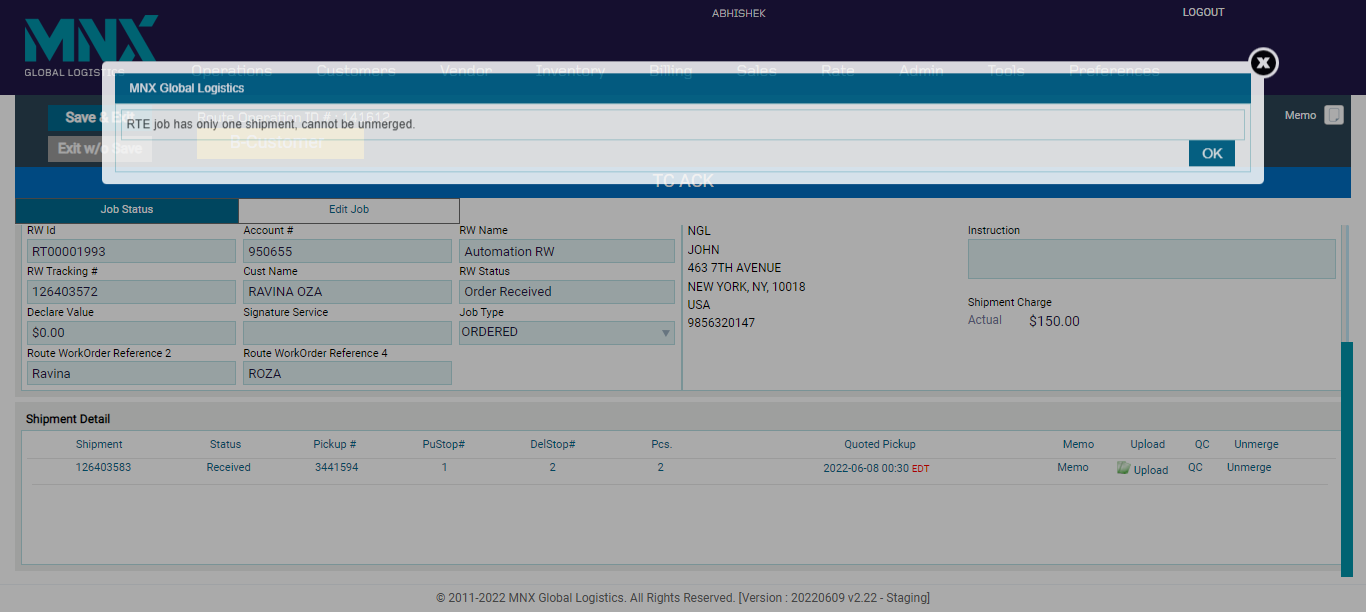 MNX
GLOBAL LOGISTICS
ABHISHEK
LOGOUT
Operations Customers Vendor Inventory Billing Sales Rate Admin Tools Preferences
MNX Global Logistics
RTE job has only one shipment, cannot be unmerged.
OK
Save & Exit
Route Operation ID # : 141612
Exit w/o Save
B-Customer
Memo
TC ACK
Job Status Edit Job
RW Id Account # RW Name
RT00001993 950655 Automation RW
RW Tracking # Cust Name RW Status
126403572 RAVINA OZA Order Received
Declare Value Signature Service Job Type
$0.00 ORDERED
Route WorkOrder Reference 2 Route WorkOrder Reference 4
Ravina ROZA
NGL
JOHN
463 7TH AVENUE
NEW YORK, NY, 10018
USA
9856320147
Instruction
Shipment Charge
Actual $150.00
Shipment Detail
Shipment Status Pickup # PuStop# DelStop# Pcs. Quoted Pickup Memo Upload QC Unmerge
126403583 Received 3441594 1 2 2 2022-06-08 00:30 EDT Memo Upload QC Unmerge
© 2011-2022 MNX Global Logistics. All Rights Reserved. [Version : 20220609 v2.22 - Staging]